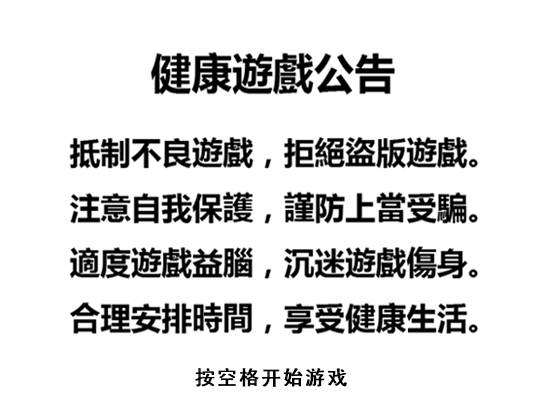 健康遊戲公告
抵制不良遊戲，拒絕盜版遊戲。
注意自我保護，謹防上當受騙。
適度遊戲益腦，沉迷遊戲傷身。
合理安排時間，享受健康生活。
按空格开始游戏